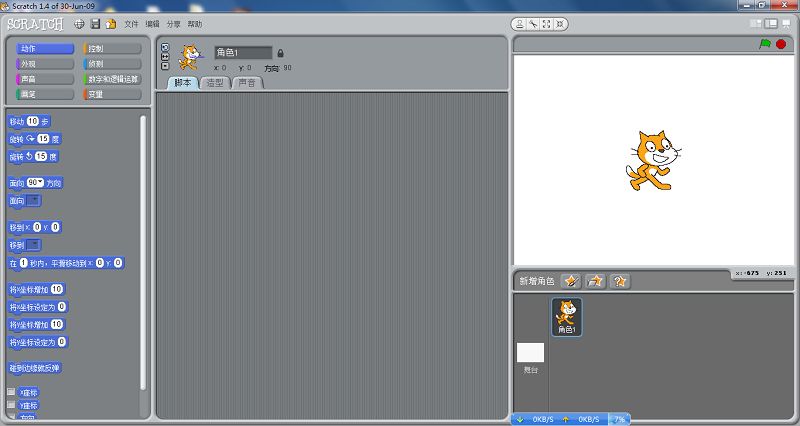 Scratch 1.4 of 30-Jun-09
SCRATCH 文件 编辑 分享 帮助
动作 控制
外观 侦测
声音 数字和逻辑运算
画笔 变量
移动 10 步
旋转 15 度
旋转 15 度
面向 90 方向
面向
移到 x: 0 y: 0
移到
在 1 秒内，平滑移动到 x: 0 y: 0
将x坐标增加 10
将x坐标设定为 0
将y坐标增加 10
将y坐标设定为 0
碰到边缘就反弹
x座标
y座标
方向
角色1
x: 0 y: 0 方向: 90
脚本 造型 声音
x: -675 y: 251
新增角色
角色1
舞台
0KB/S 0KB/S 7%